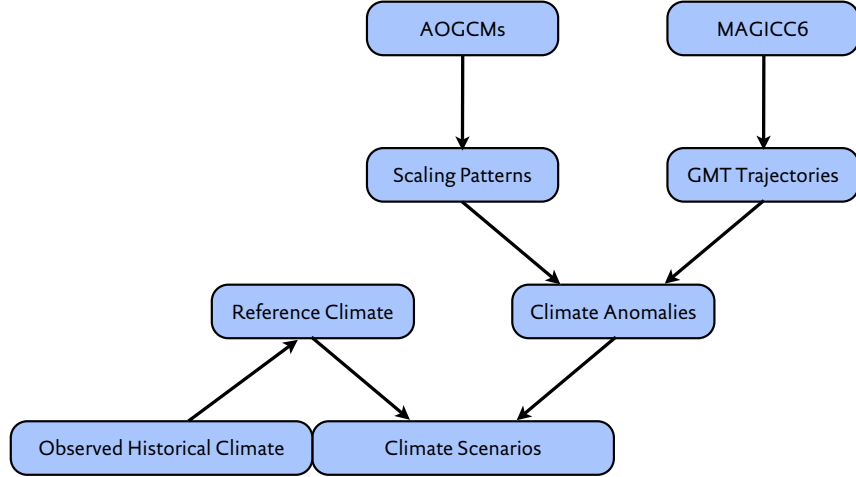 AOGCMs
MAGICC6
Scaling Patterns
GMT Trajectories
Reference Climate
Climate Anomalies
Observed Historical Climate
Climate Scenarios